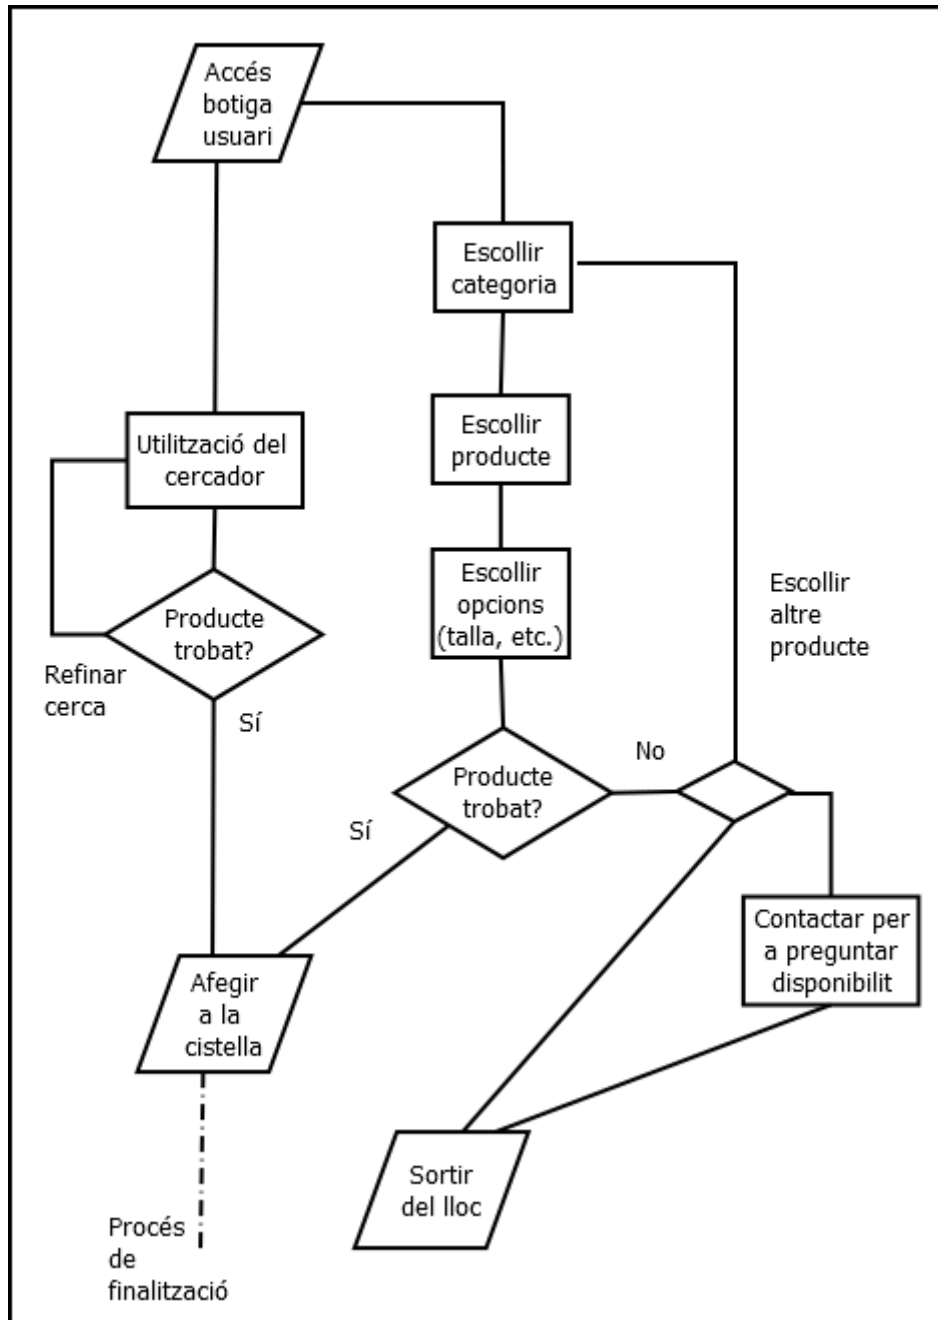 Accés
botiga
usuari
Escollir
categoria
Escollir
producte
Utilització del
cercador
Escollir
opcions
(talla, etc.)
Escollir
altre
producte
Producte
trobat?
Refinar
cerca
Sí
No
Producte
trobat?
Sí
Contactar per
a preguntar
disponibilit
Afegir
a la
cistella
Sortir
del lloc
Procés
de
finalització